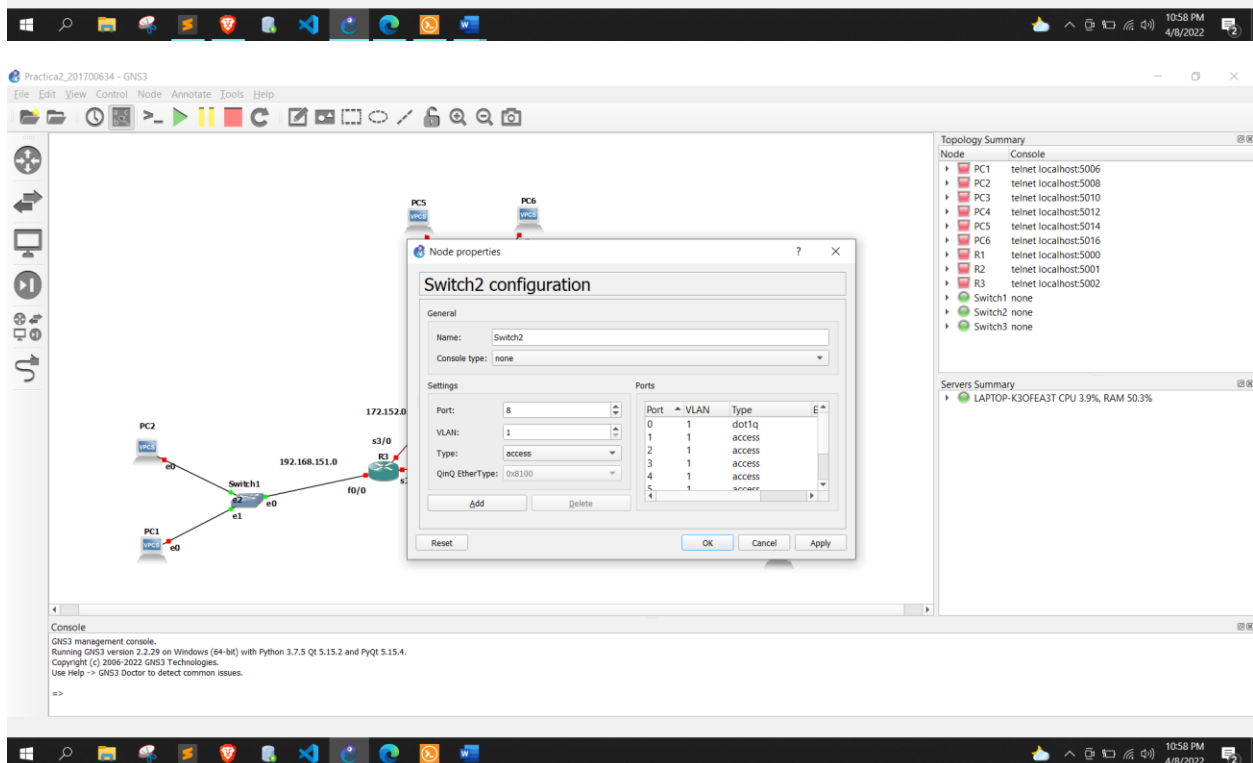 10:58 PM
4/8/2022
Practica2_201700634 - GNS3
File Edit View Control Node Annotate Tools Help
Topology Summary
Node Console
PC1 telnet localhost:5006
PC2 telnet localhost:5008
PC3 telnet localhost:5010
PC4 telnet localhost:5012
PC5 telnet localhost:5014
PC6 telnet localhost:5016
R1 telnet localhost:5000
R2 telnet localhost:5001
R3 telnet localhost:5002
Switch1 none
Switch2 none
Switch3 none
Servers Summary
LAPTOP-K3OFEA3T CPU 3.9%, RAM 50.3%
PC5
VPCS
PC6
VPCS
Node properties
Switch2 configuration
General
Name: Switch2
Console type: none
Settings
Port: 8
VLAN: 1
Type: access
QinQ EtherType: 0x8100
Add Delete
Ports
Port VLAN Type E
0 1 dot1q
1 1 access
2 1 access
3 1 access
4 1 access
5 1 access
Reset OK Cancel Apply
172.152.0
PC2
VPCS
e0
s3/0
192.168.151.0
R3
Switch1
f0/0
e2
e0
e1
PC1
VPCS
e0
Console
GNS3 management console.
Running GNS3 version 2.2.29 on Windows (64-bit) with Python 3.7.5 Qt 5.15.2 and PyQt 5.15.4.
Copyright (c) 2006-2022 GNS3 Technologies.
Use Help -> GNS3 Doctor to detect common issues.
=>
10:58 PM
4/8/2022